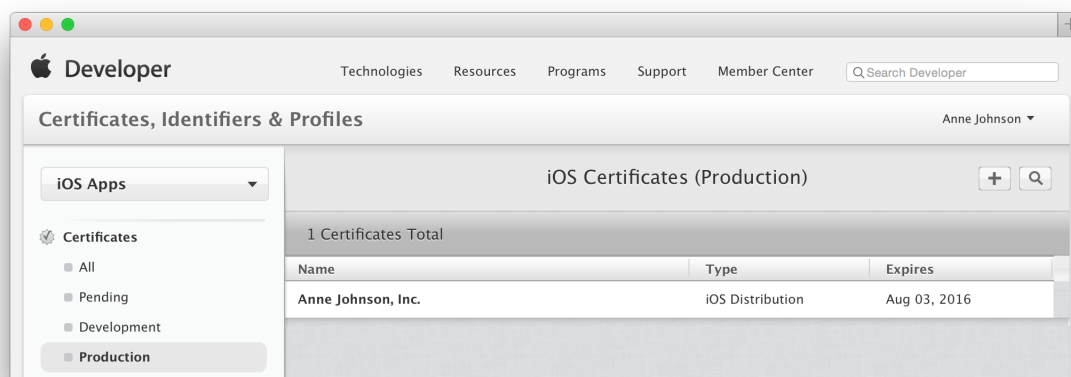 Developer
Technologies Resources Programs Support Member Center Search Developer
Certificates, Identifiers & Profiles
Anne Johnson
iOS Apps
iOS Certificates (Production)
Certificates
1 Certificates Total
All
Name Type Expires
Pending
Anne Johnson, Inc. iOS Distribution Aug 03, 2016
Development
Production